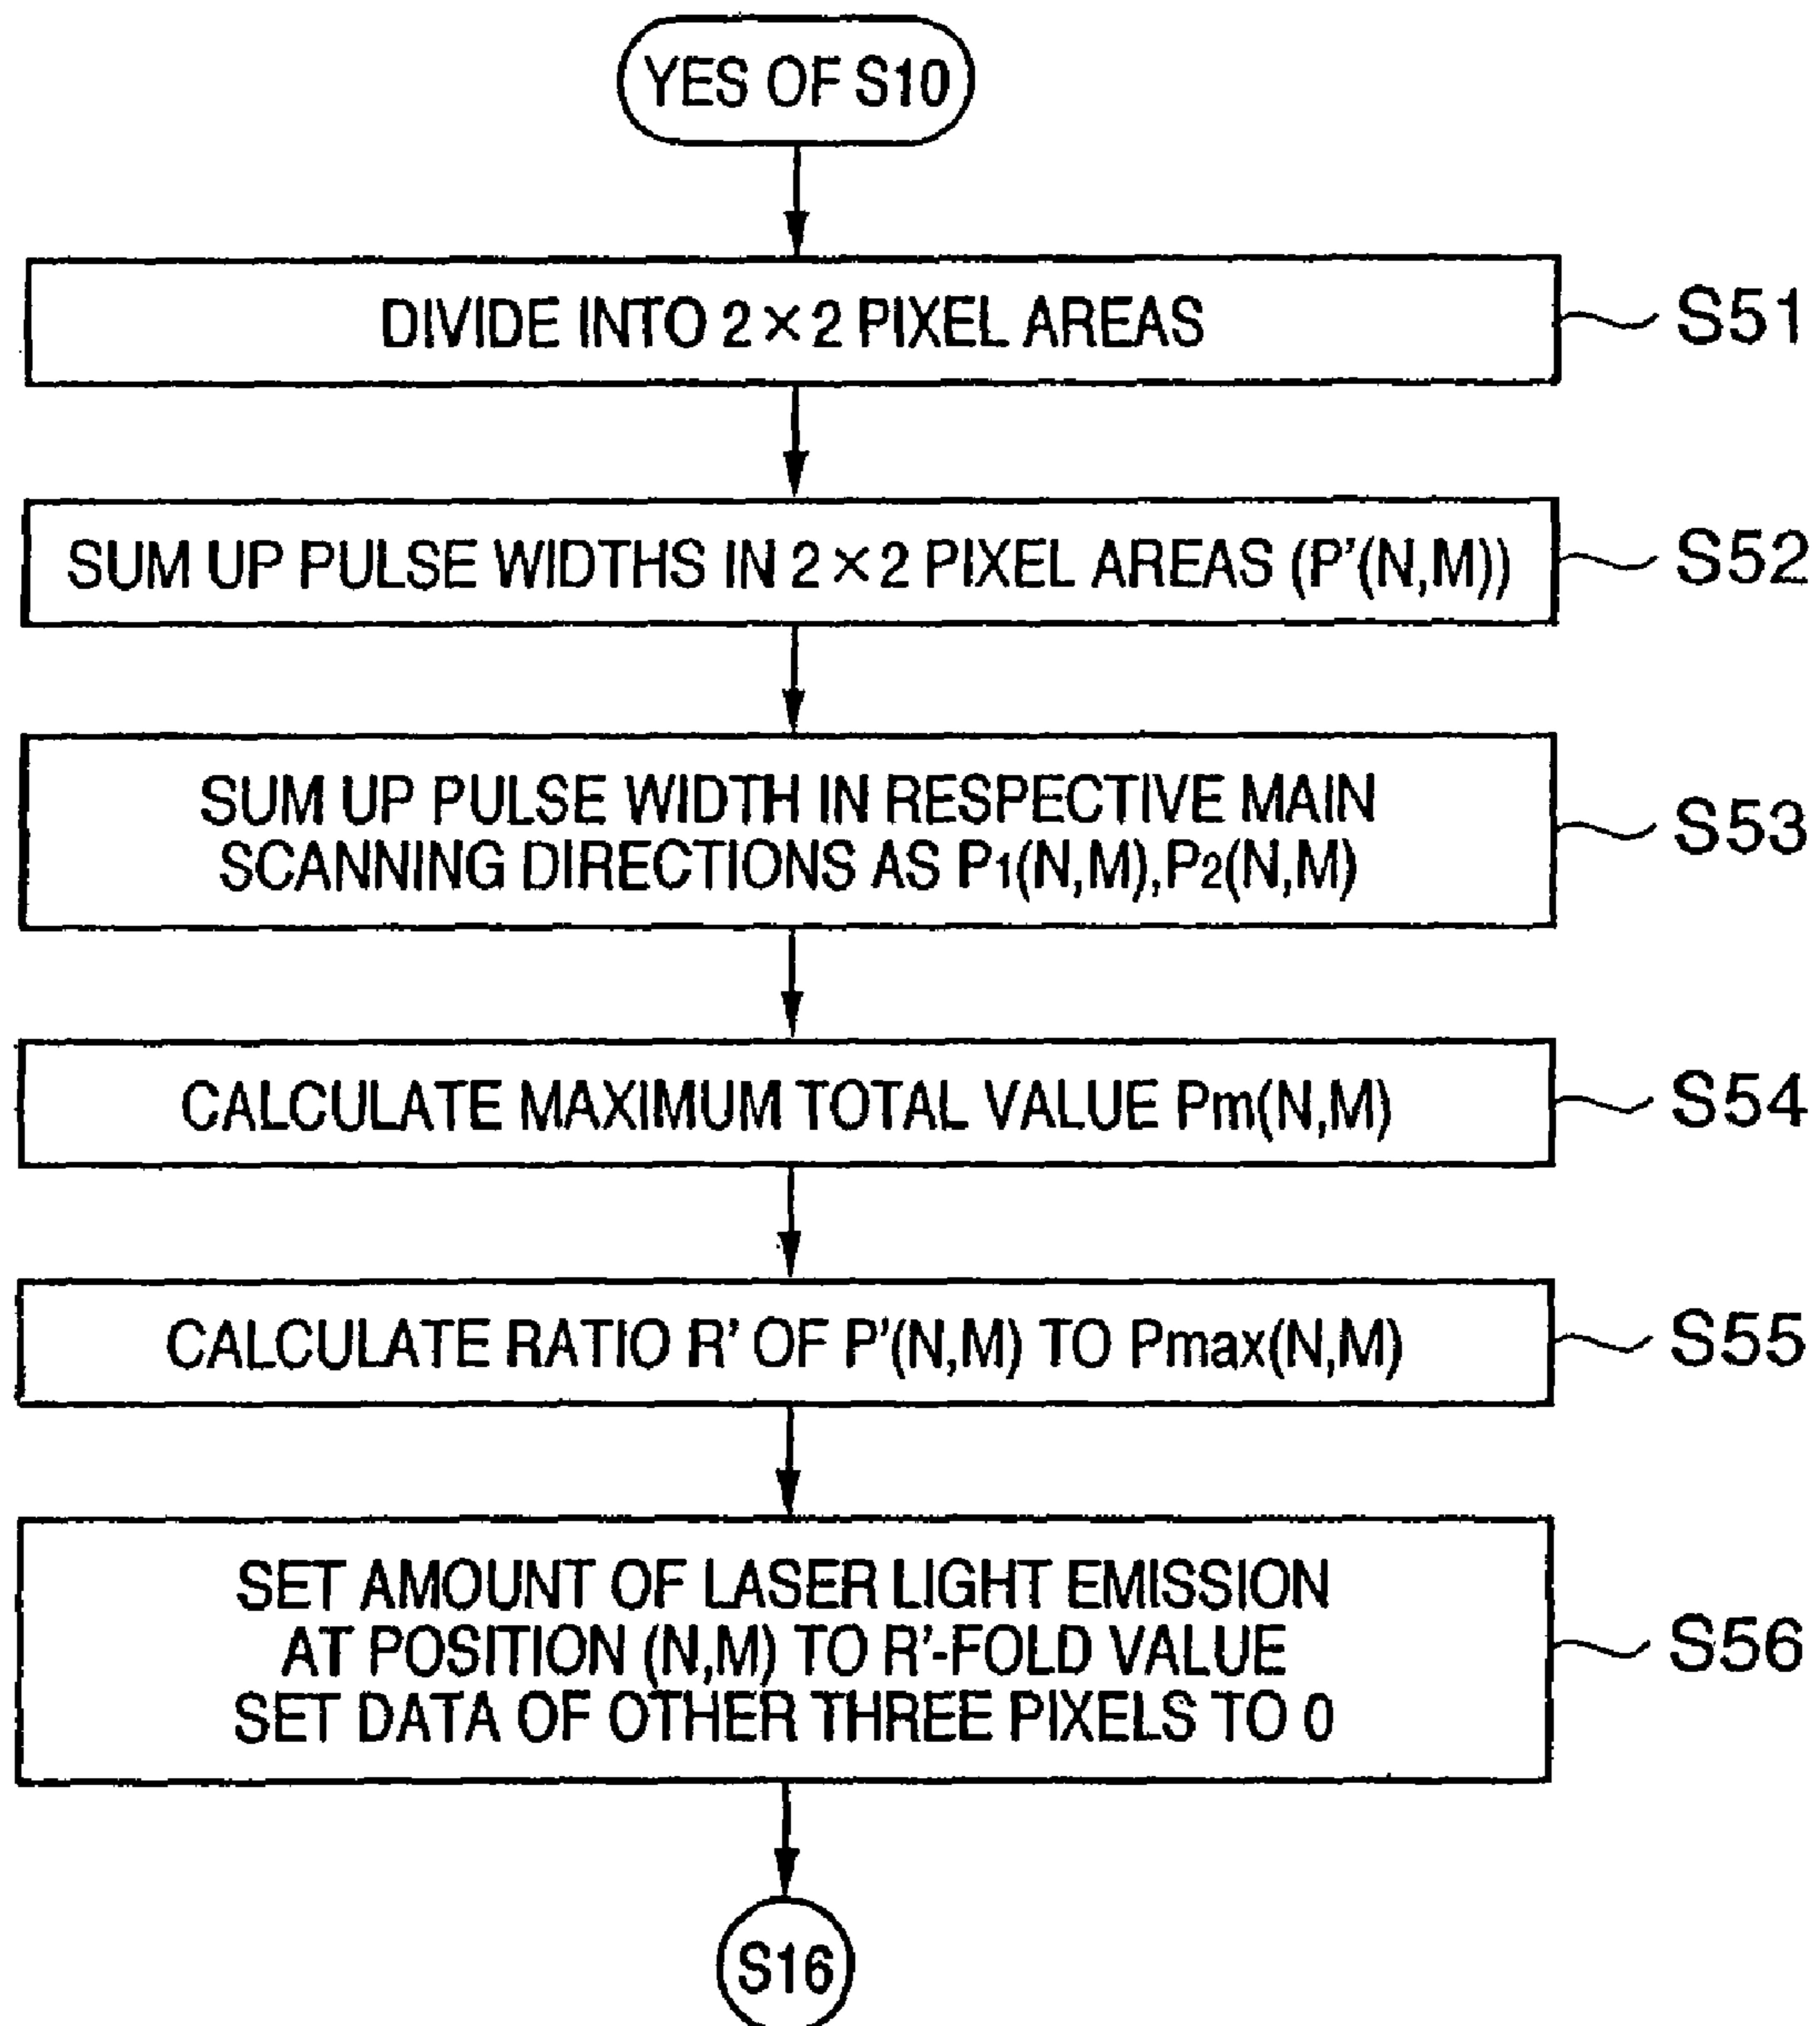 YES OF S10
DIVIDE INTO 2×2 PIXEL AREAS
S51
SUM UP PULSE WIDTHS IN 2×2 PIXEL AREAS (P'(N,M))
S52
SUM UP PULSE WIDTH IN RESPECTIVE MAIN
SCANNING DIRECTIONS AS P1(N,M),P2(N,M)
S53
CALCULATE MAXIMUM TOTAL VALUE Pm(N,M)
S54
CALCULATE RATIO R' OF P'(N,M) TO Pmax(N,M)
S55
SET AMOUNT OF LASER LIGHT EMISSION
AT POSITION (N,M) TO R'-FOLD VALUE
SET DATA OF OTHER THREE PIXELS TO 0
S56
S16